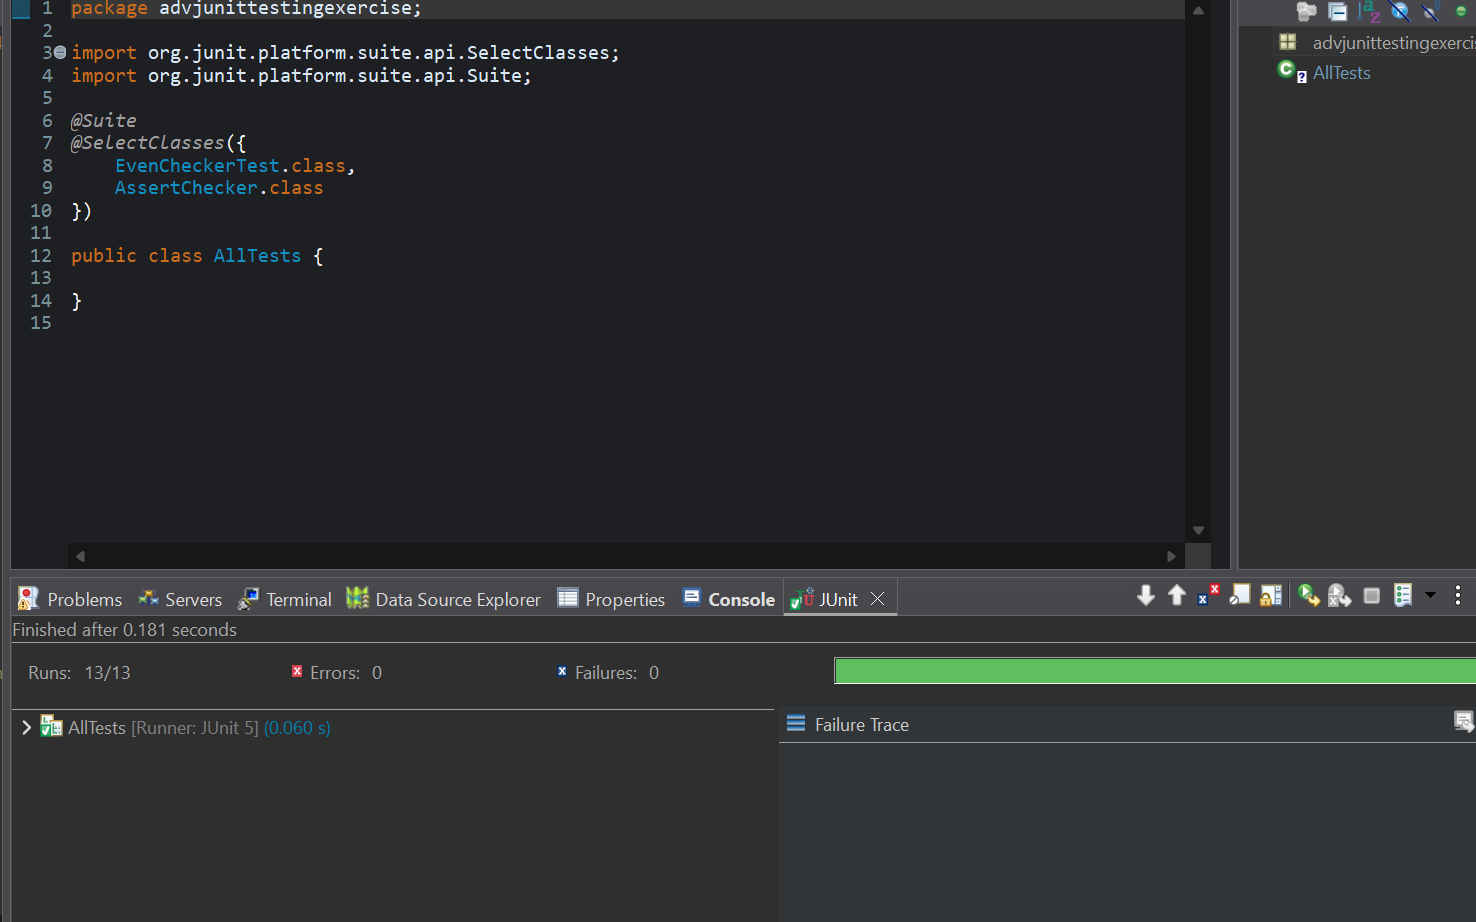 1 package advjunittestingexercise;
2
3 import org.junit.platform.suite.api.SelectClasses;
4 import org.junit.platform.suite.api.Suite;
5
6 @Suite
7 @SelectClasses({
8 EvenCheckerTest.class,
9 AssertChecker.class
10 })
11
12 public class AllTests {
13
14 }
15
advjunittestingexerci
AllTests
Problems Servers Terminal Data Source Explorer Properties Console JUnit
Finished after 0.181 seconds
Runs: 13/13 Errors: 0 Failures: 0
AllTests [Runner: JUnit 5] (0.060 s)
Failure Trace